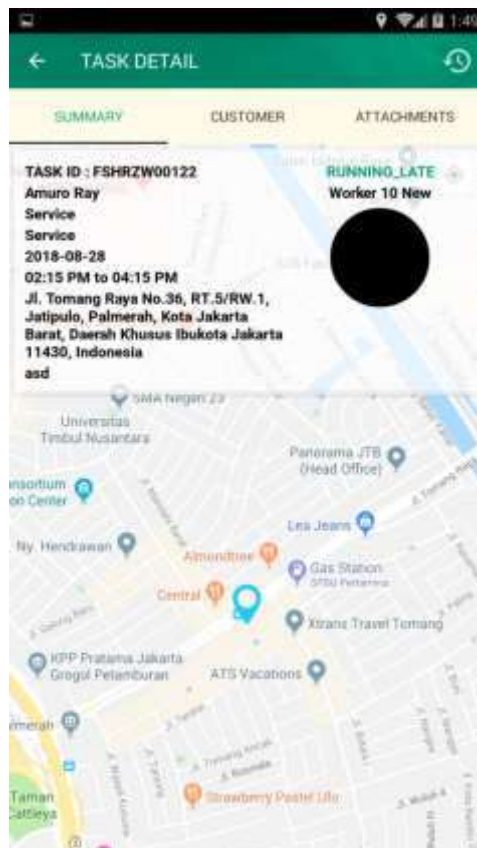 1:49
TASK DETAIL
SUMMARY
CUSTOMER
ATTACHMENTS
TASK ID : FSHRZW00122
RUNNING_LATE
Amuro Ray
Worker 10 New
Service
Service
2018-08-28
02:15 PM to 04:15 PM
Jl. Tomang Raya No.36, RT.5/RW.1,
Jatipulo, Palmerah, Kota Jakarta
Barat, Daerah Khusus Ibukota Jakarta
11430, Indonesia
asd
SMA Negeri 23
Universitas
Timbul Nusantara
Panorama JTB
(Head Office)
on Center
Jl. Tomang
Lea Jeans
Ny. Hendrawan
Almondtree
Gas Station
Central
Xtrans Travel Tomang
KPP Pratama Jakarta
Grogol Petamburan
ATS Vacations
Taman
Cattleya
Strawberry Pastel